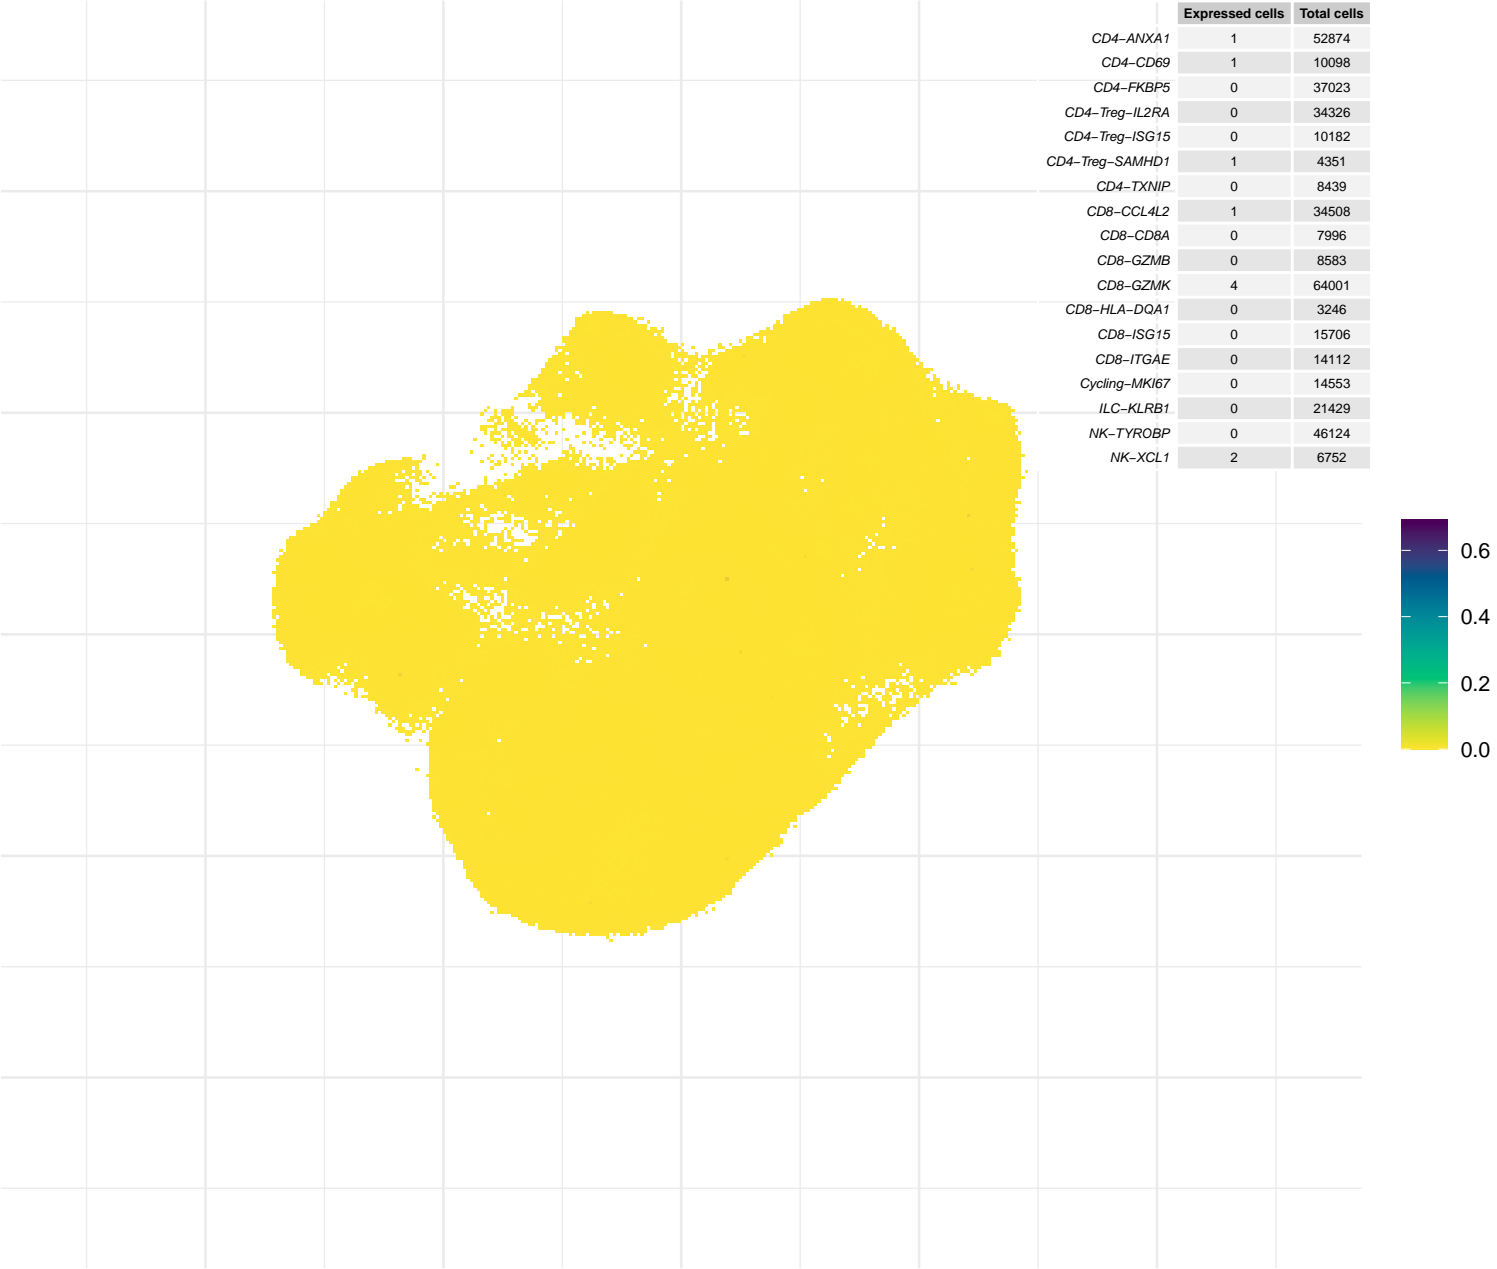 Expressed cells Total cells
CD4−ANXA1 1 52874
CD4−CD69 1 10098
CD4−FKBP5 0 37023
CD4−Treg−IL2RA 0 34326
CD4−Treg−ISG15 0 10182
CD4−Treg−SAMHD1 1 4351
CD4−TXNIP 0 8439
CD8−CCL4L2 1 34508
CD8−CD8A 0 7996
CD8−GZMB 0 8583
CD8−GZMK 4 64001
CD8−HLA−DQA1 0 3246
CD8−ISG15 0 15706
CD8−ITGAE 0 14112
Cycling−MKI67 0 14553
ILC−KLRB1 0 21429
NK−TYROBP 0 46124
NK−XCL1 2 6752
0.6
0.4
0.2
0.0